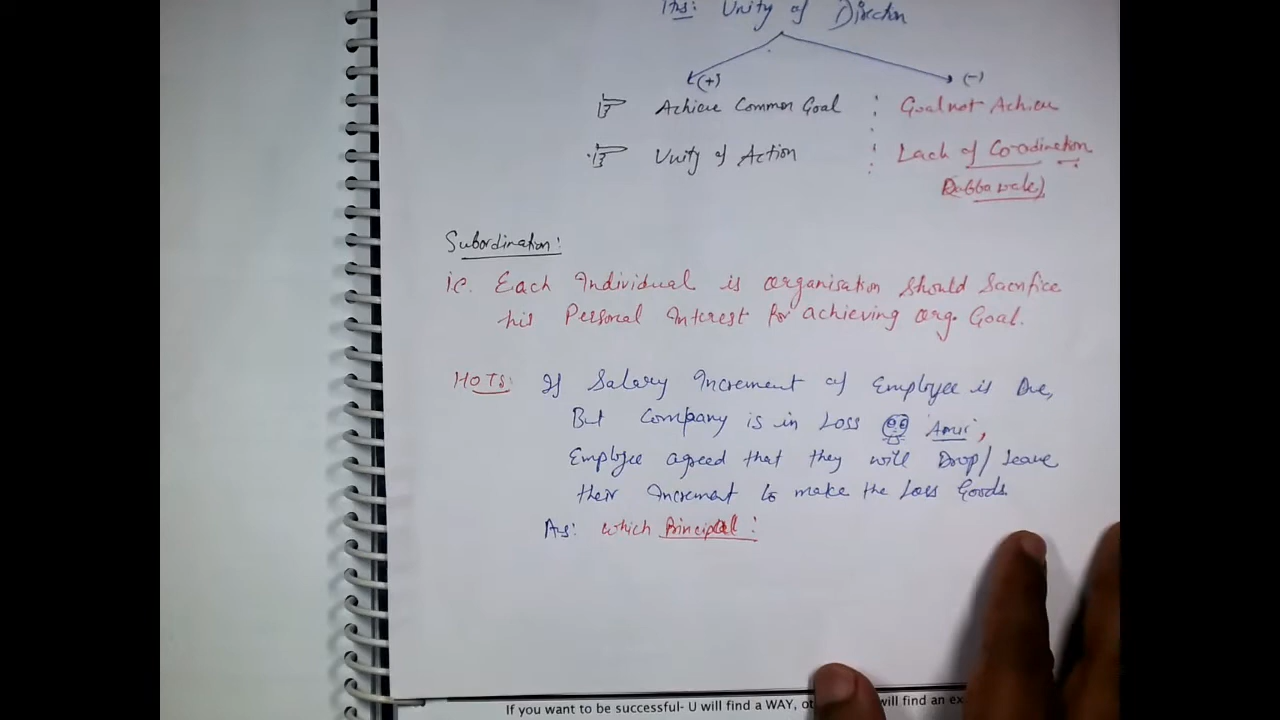 Ans: Unity of Direction
(+) (-)
Achieve Common Goal : Goal not Achieve
Unity of Action : Lack of Co-ordination
Subordination:
i.e. Each Individual is organisation should Sacrifice
his Personal Interest for achieving org. Goal.
HOTS: If Salary Increment of Employee is Due,
But Company is in Loss 'Amir',
Employee agreed that they will Drop/Leave
their Increment to make the Loss Goods.
Ans: which Principal :
If you want to be successful- U will find a WAY, will find an